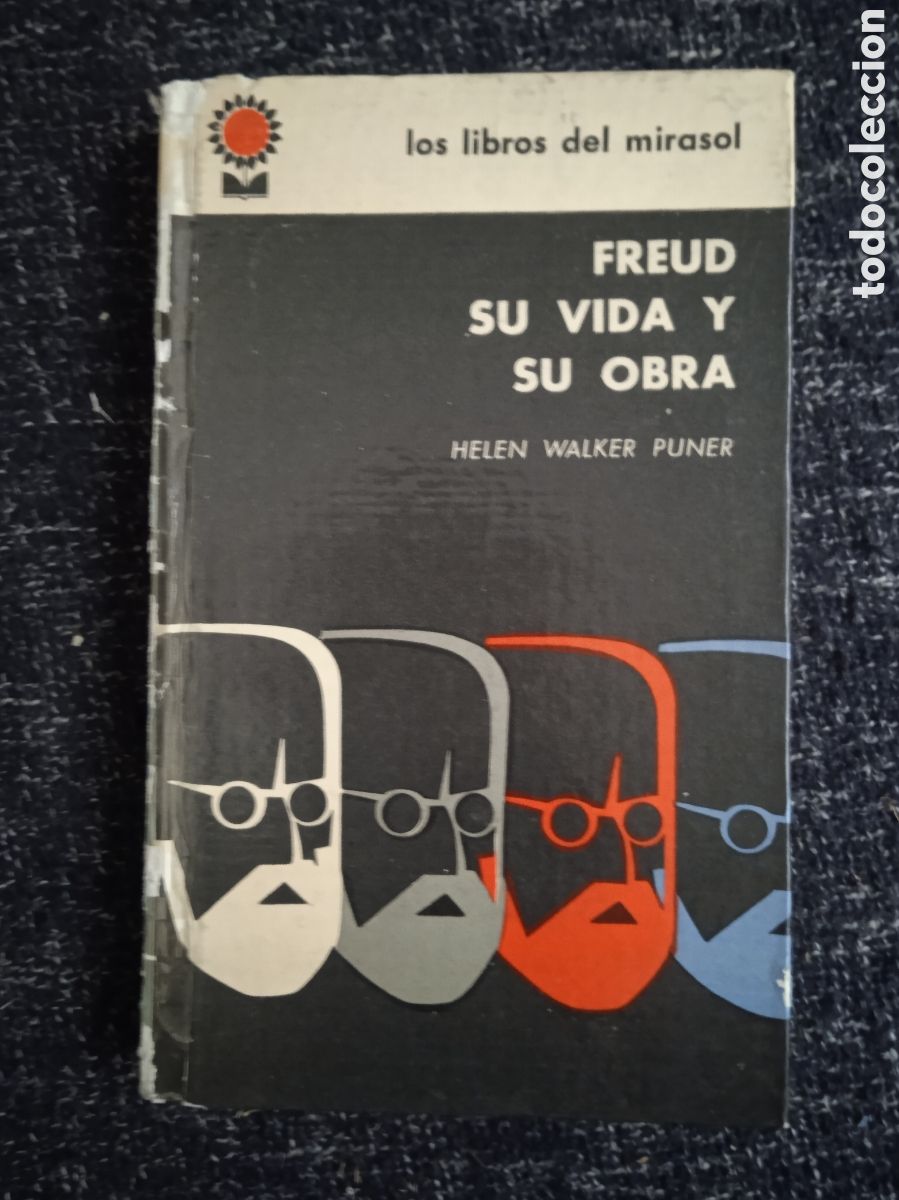 los libros del mirasol
FREUD
SU VIDA Y
SU OBRA
HELEN WALKER PUNER
todocoleccion